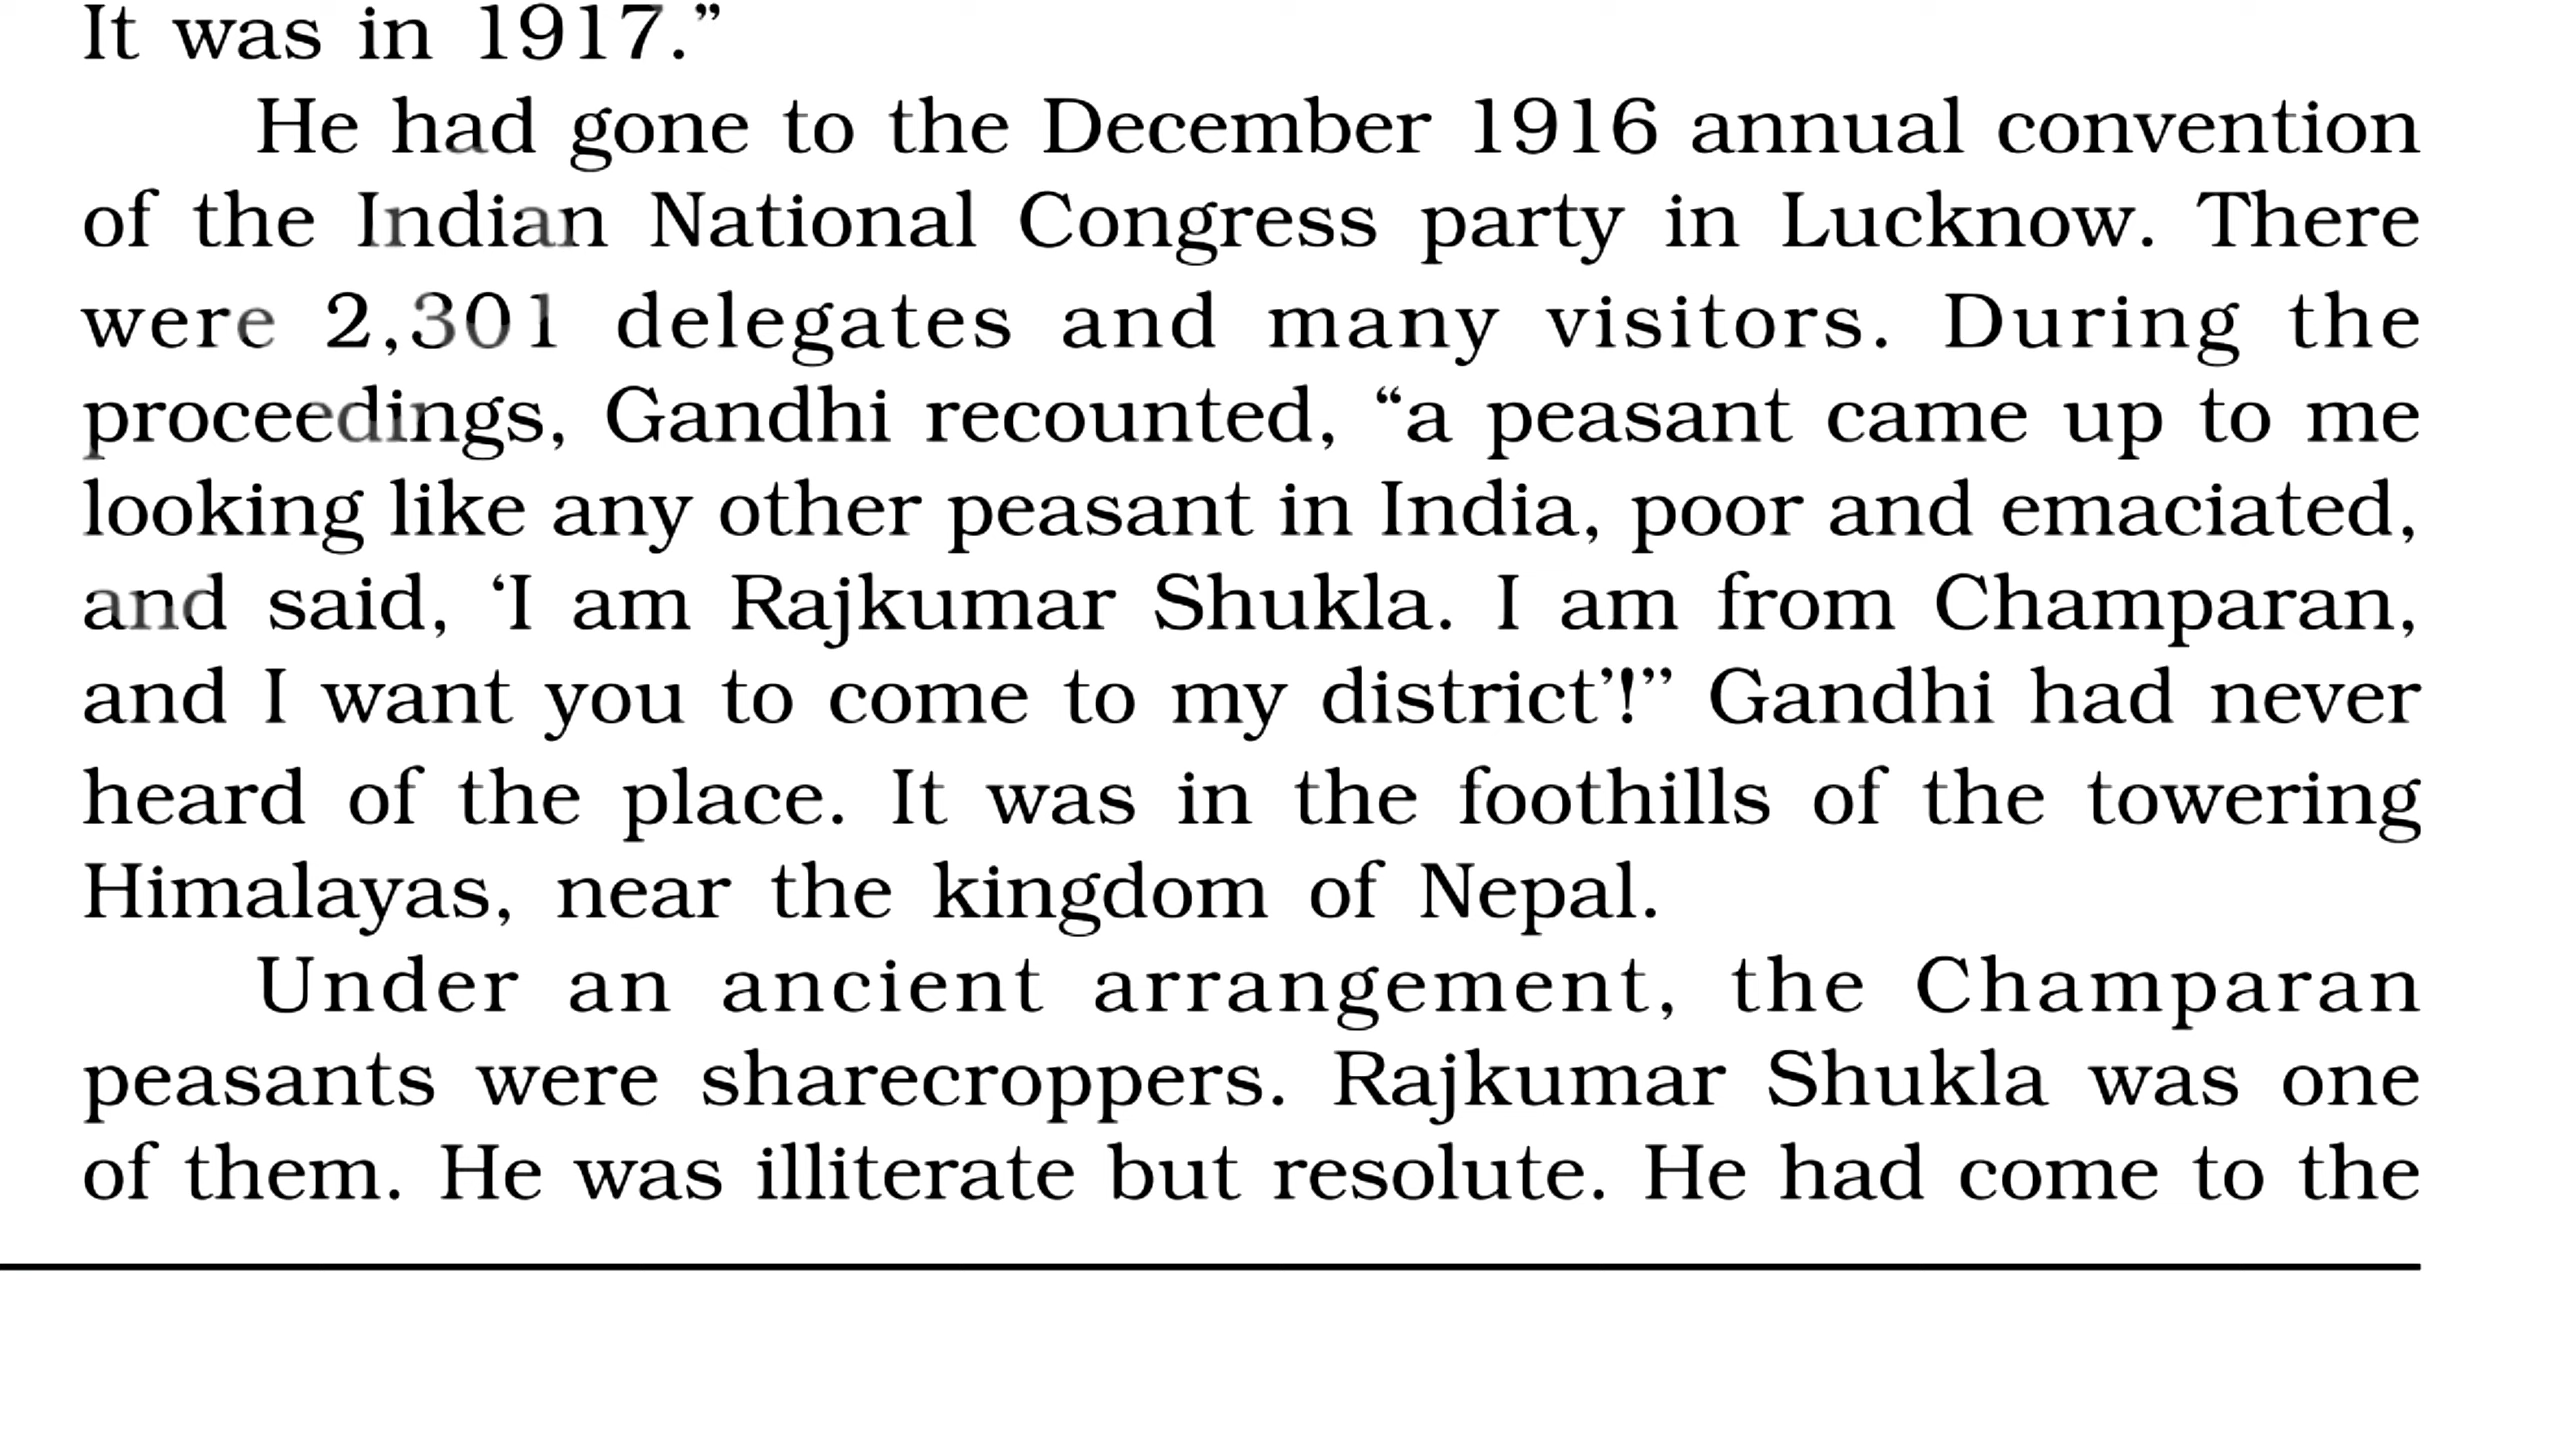 It was in 1917.”
He had gone to the December 1916 annual convention
of the Indian National Congress party in Lucknow. There
were 2,301 delegates and many visitors. During the
proceedings, Gandhi recounted, “a peasant came up to me
looking like any other peasant in India, poor and emaciated,
and said, ‘I am Rajkumar Shukla. I am from Champaran,
and I want you to come to my district’!” Gandhi had never
heard of the place. It was in the foothills of the towering
Himalayas, near the kingdom of Nepal.
Under an ancient arrangement, the Champaran
peasants were sharecroppers. Rajkumar Shukla was one
of them. He was illiterate but resolute. He had come to the